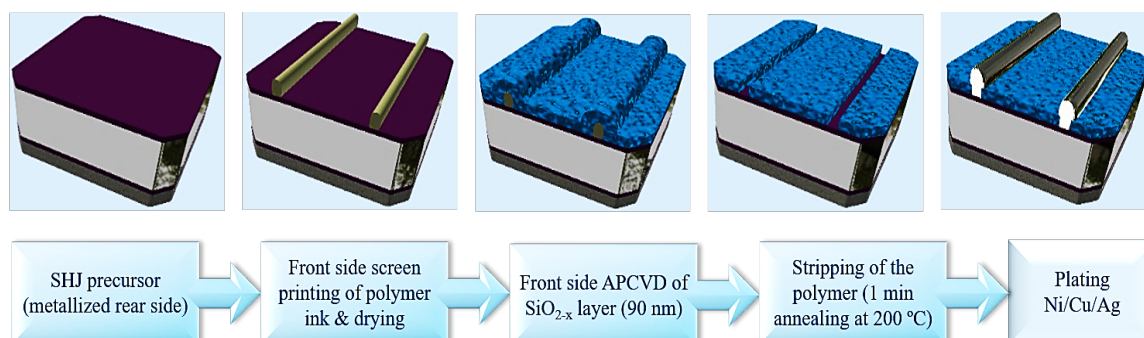 SHJ precursor
(metallized rear side)
Front side screen
printing of polymer
ink & drying
Front side APCVD of
SiO2-x layer (90 nm)
Stripping of the
polymer (1 min
annealing at 200 ºC)
Plating
Ni/Cu/Ag